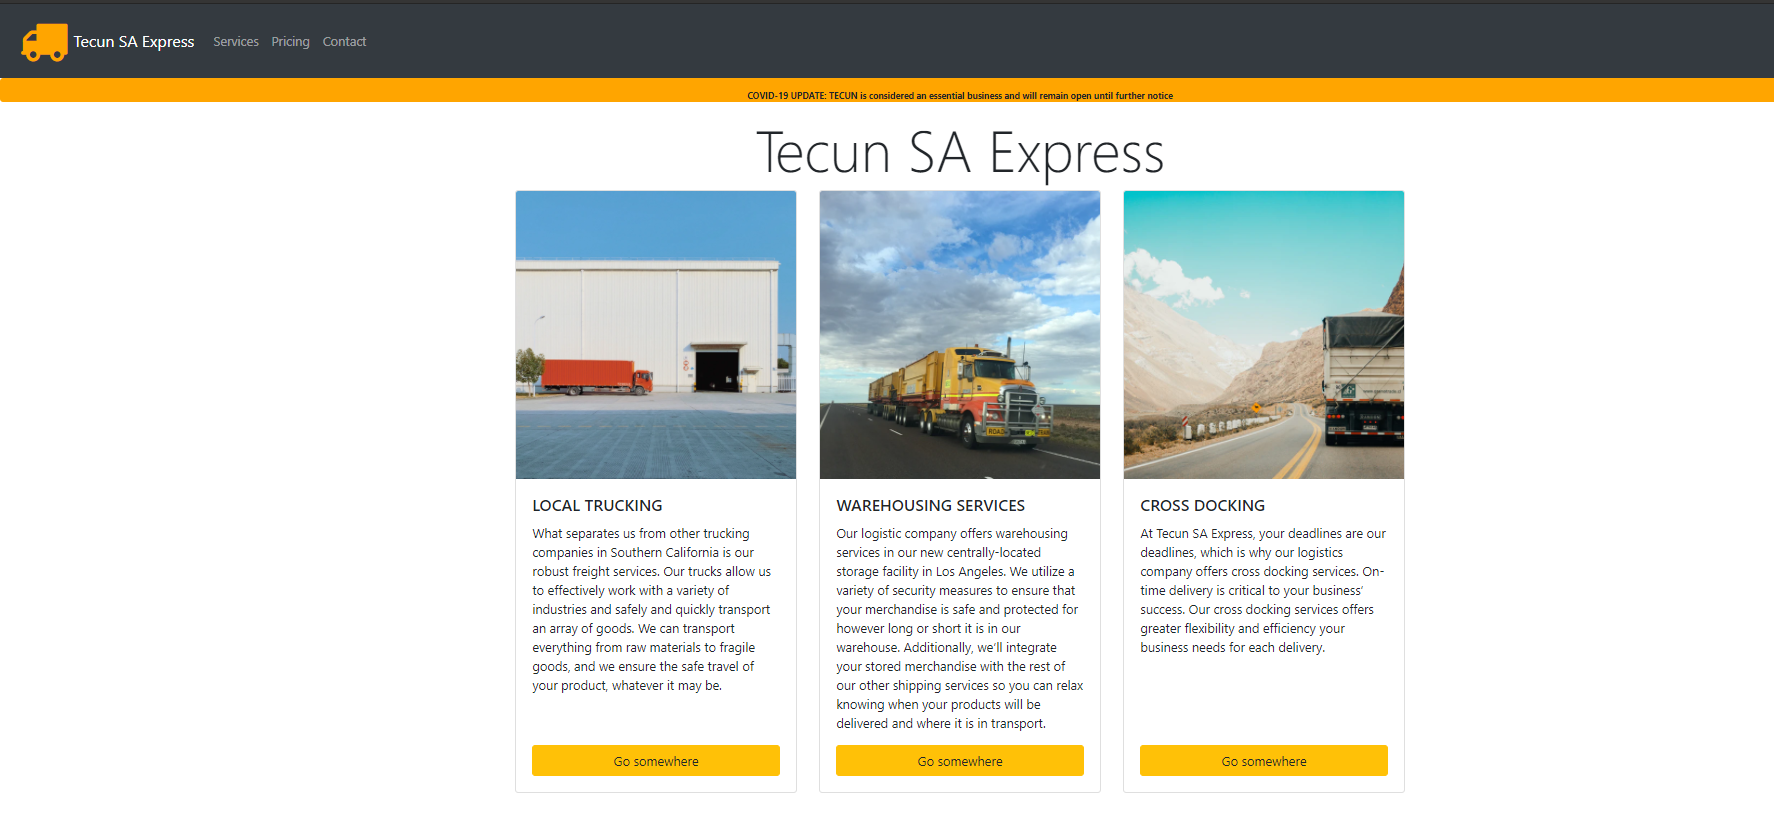 Tecun SA Express Services Pricing Contact
COVID-19 UPDATE: TECUN is considered an essential business and will remain open until further notice
Tecun SA Express
ROAD
LOCAL TRUCKING
What separates us from other trucking
companies in Southern California is our
robust freight services. Our trucks allow us
to effectively work with a variety of
industries and safely and quickly transport
an array of goods. We can transport
everything from raw materials to fragile
goods, and we ensure the safe travel of
your product, whatever it may be.
Go somewhere
WAREHOUSING SERVICES
Our logistic company offers warehousing
services in our new centrally-located
storage facility in Los Angeles. We utilize a
variety of security measures to ensure that
your merchandise is safe and protected for
however long or short it is in our
warehouse. Additionally, we’ll integrate
your stored merchandise with the rest of
our other shipping services so you can relax
knowing when your products will be
delivered and where it is in transport.
Go somewhere
CROSS DOCKING
At Tecun SA Express, your deadlines are our
deadlines, which is why our logistics
company offers cross docking services. On-
time delivery is critical to your business’
success. Our cross docking services offers
greater flexibility and efficiency your
business needs for each delivery.
Go somewhere